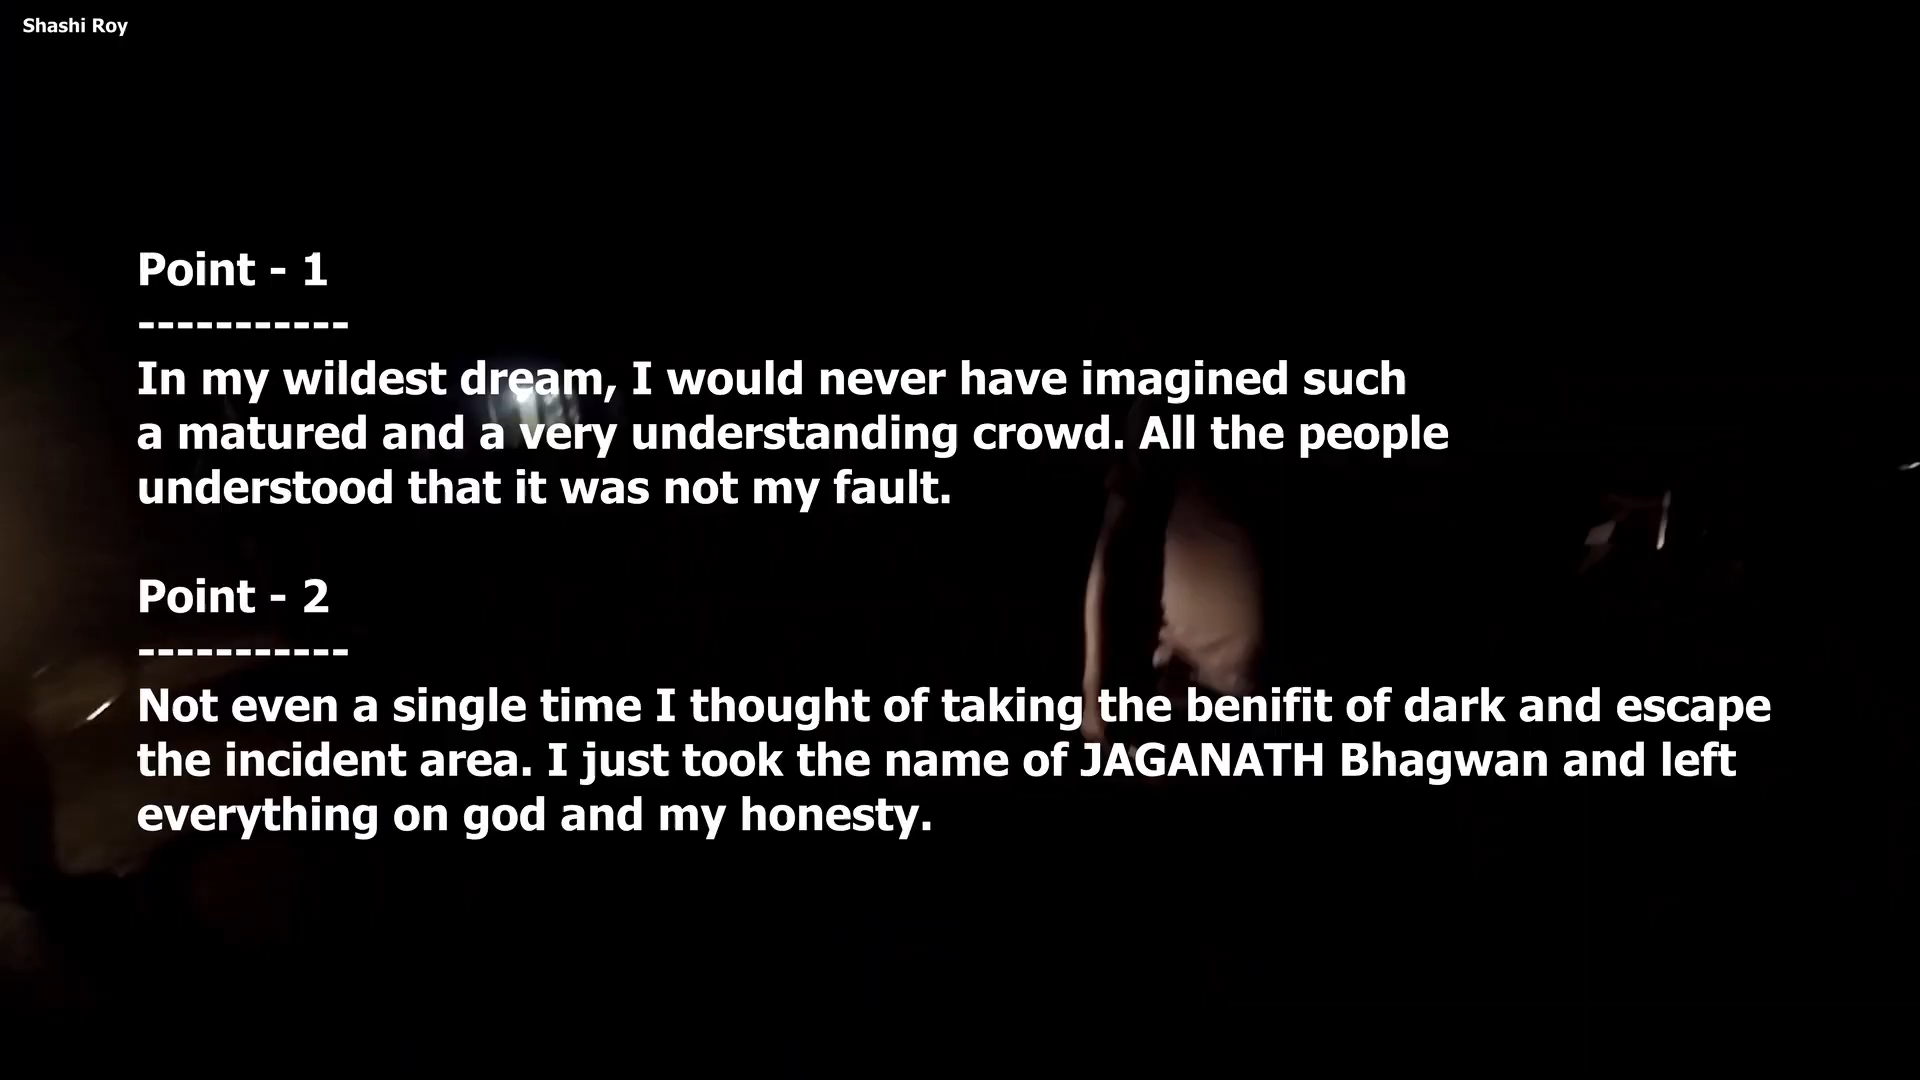 Shashi Roy
Point - 1
-----------
In my wildest dream, I would never have imagined such
a matured and a very understanding crowd. All the people
understood that it was not my fault.
Point - 2
-----------
Not even a single time I thought of taking the benifit of dark and escape
the incident area. I just took the name of JAGANATH Bhagwan and left
everything on god and my honesty.